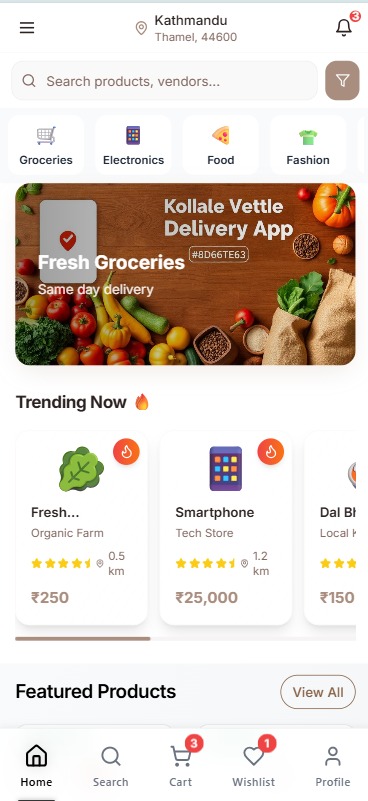 Kathmandu
3
Thamel, 44600
Search products, vendors...
Groceries
Electronics
Food
Fashion
Kollale Vettle
Delivery App
#8D66TE63
Fresh Groceries
Same day delivery
Trending Now
Fresh...
Organic Farm
0.5
km
₹250
Smartphone
Tech Store
1.2
km
₹25,000
Dal Bh
Local K
₹150
Featured Products
View All
Home
Search
3
Cart
1
Wishlist
Profile